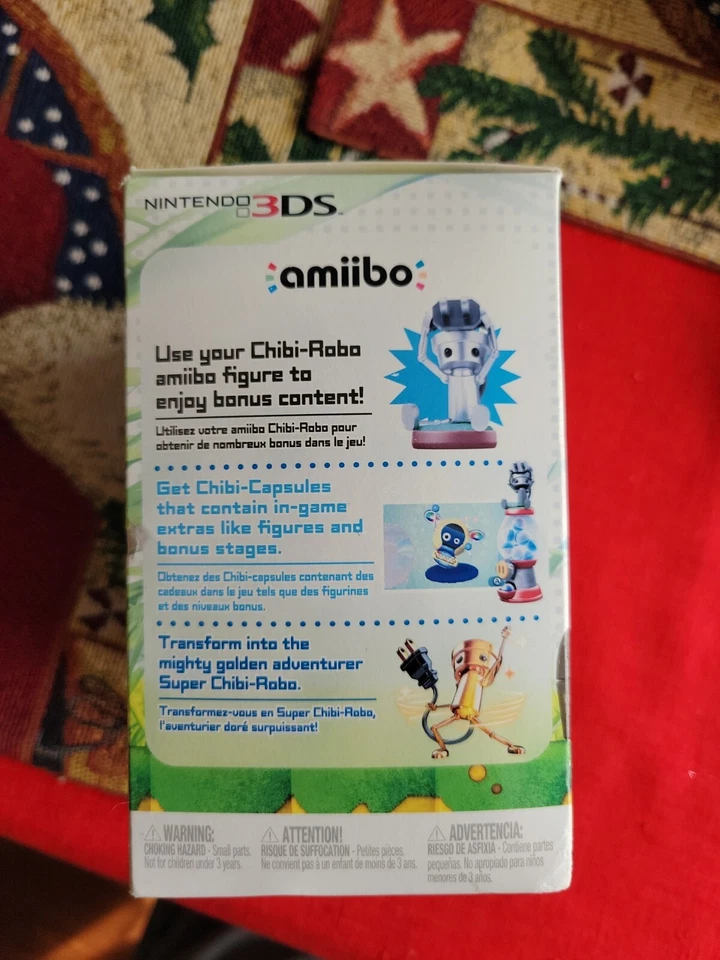 NINTENDO 3DS™
amiibo
Use your Chibi-Robo
amiibo figure to
enjoy bonus content!
Utilisez votre amiibo Chibi-Robo pour
obtenir de nombreux bonus dans le jeu!
Get Chibi-Capsules
that contain in-game
extras like figures and
bonus stages.
Obtenez des Chibi-capsules contenant des
cadeaux dans le jeu tels que des figurines
et des niveaux bonus.
Transform into the
mighty golden adventurer
Super Chibi-Robo.
Transformez-vous en Super Chibi-Robo,
l'aventurier doré surpuissant!
WARNING:
CHOKING HAZARD - Small parts.
Not for children under 3 years.
ATTENTION!
RISQUE DE SUFFOCATION - Petites pièces.
Ne convient pas à un enfant de moins de 3 ans.
ADVERTENCIA:
RIESGO DE ASFIXIA - Contiene partes
pequeñas. No apropiado para niños
menores de 3 años.